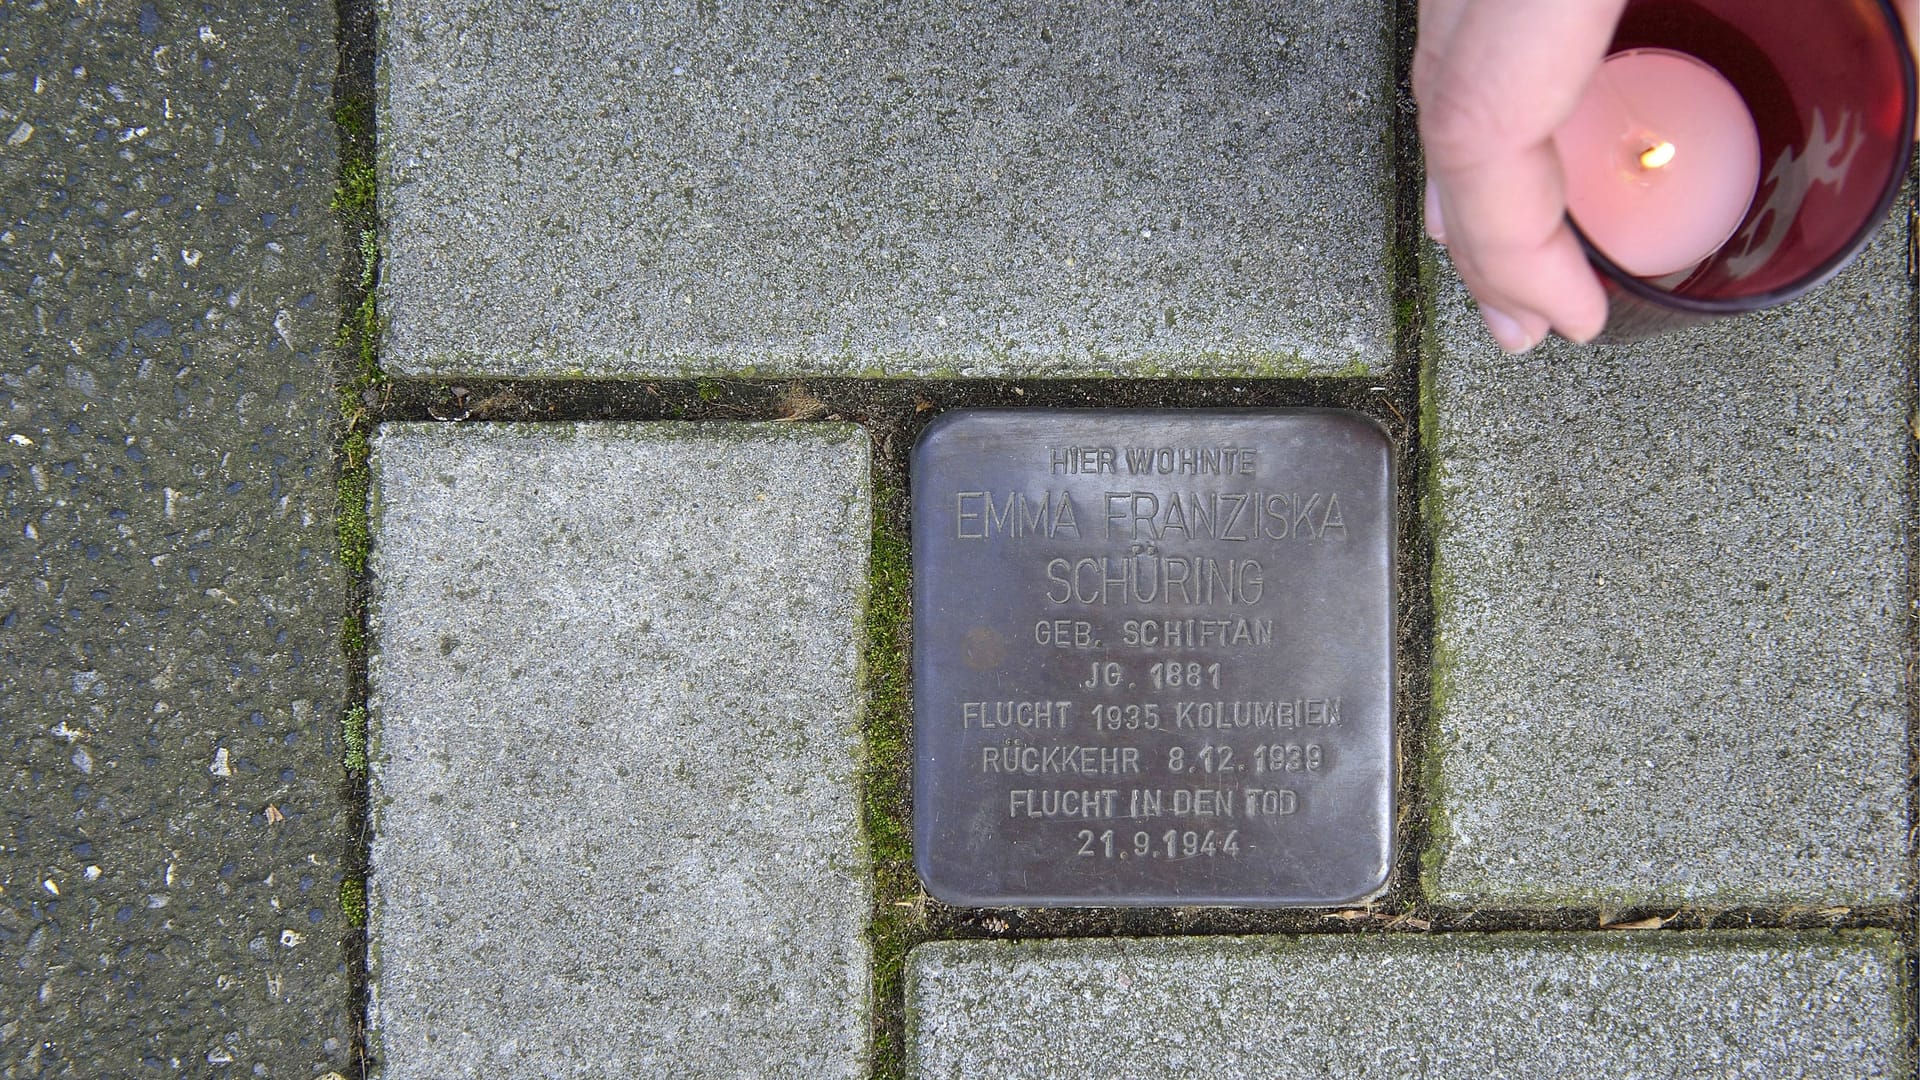 HIER WOHNTE
EMMA FRANZISKA
SCHÜRING
GEB. SCHIFTAN
JG. 1881
FLUCHT 1935 KOLUMBIEN
RÜCKKEHR 8.12.1939
FLUCHT IN DEN TOD
21.9.1944